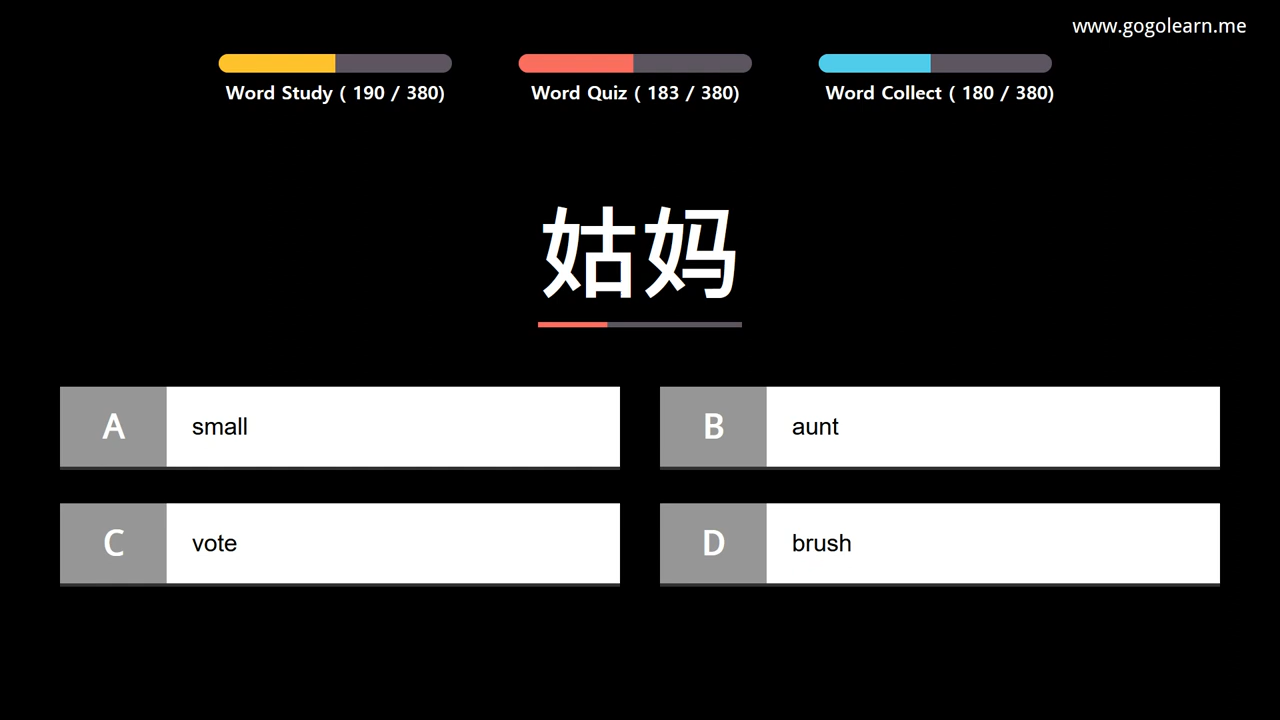 www.gogolearn.me
Word Study ( 190 / 380)
Word Quiz ( 183 / 380)
Word Collect ( 180 / 380)
姑妈
A small
B aunt
C vote
D brush